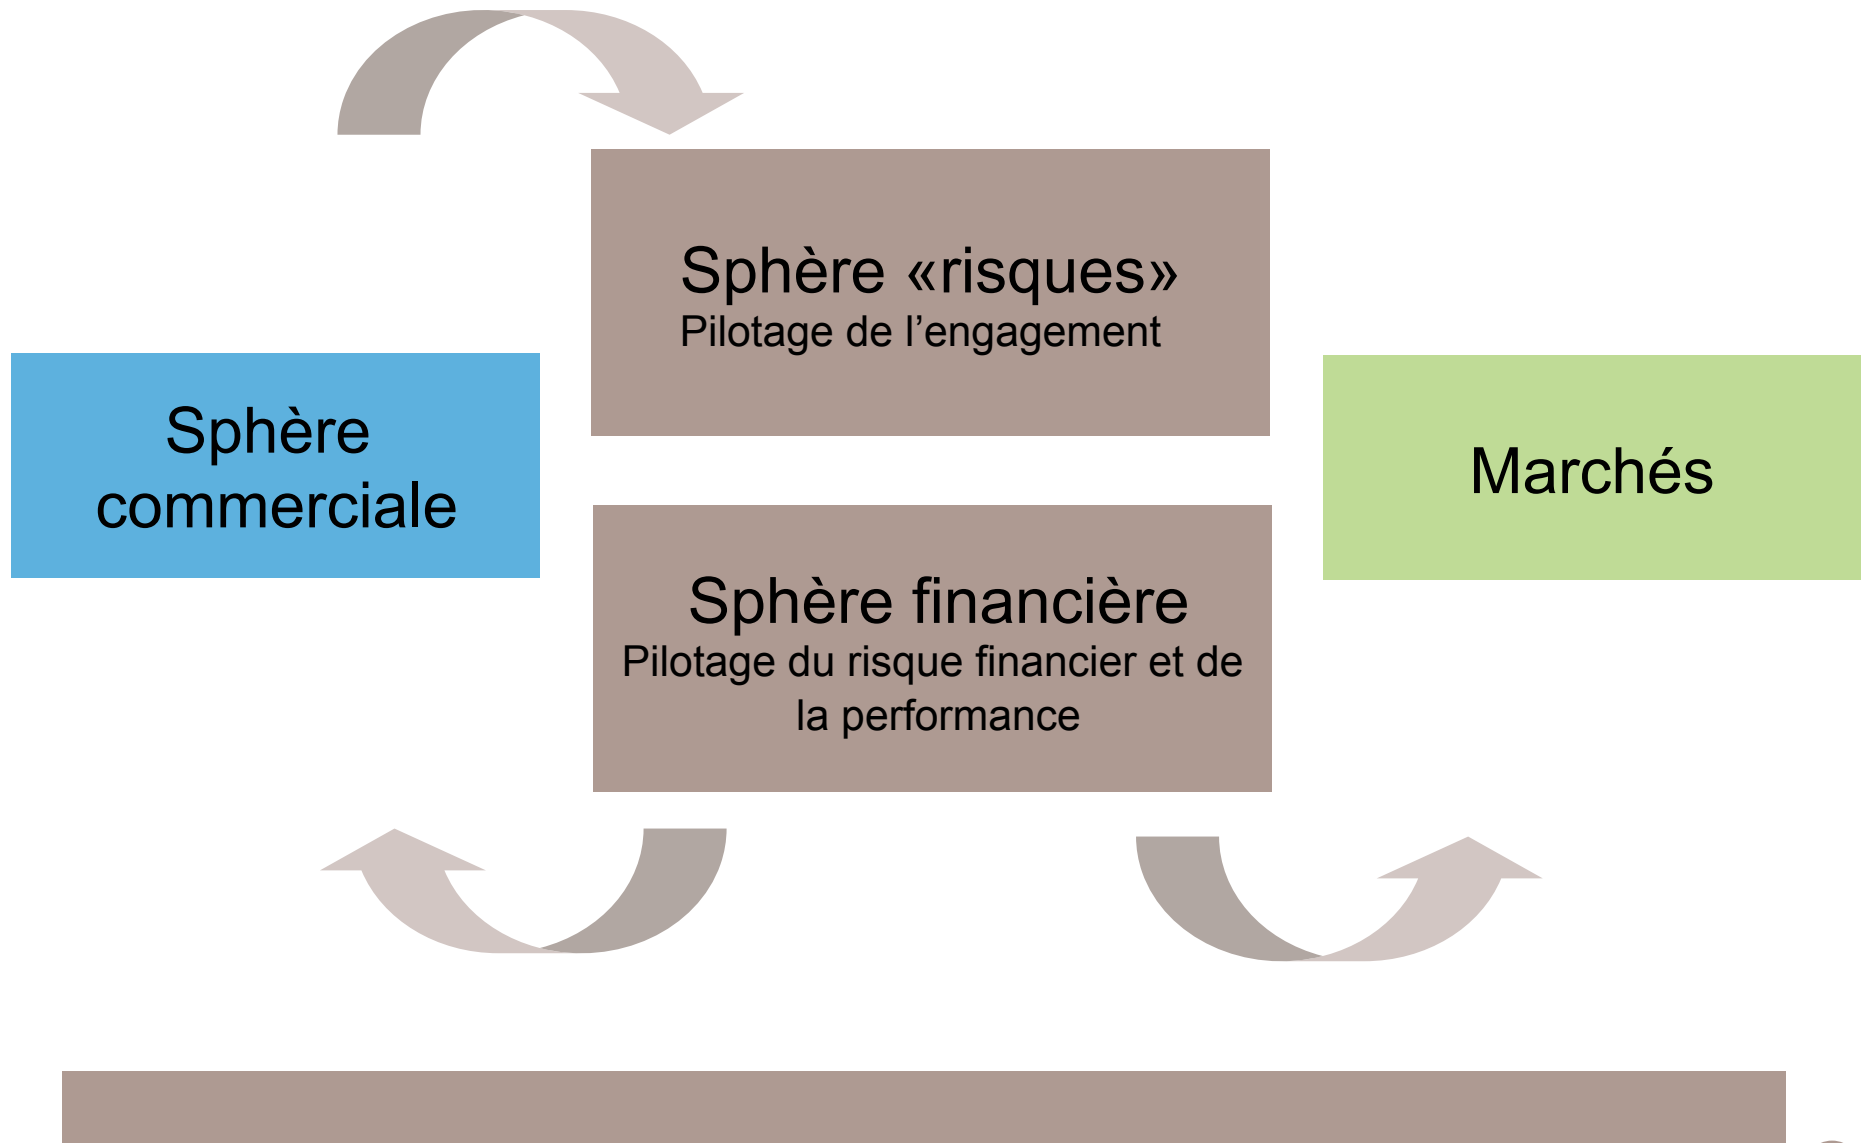 Sphère «risques»
Pilotage de l’engagement
Sphère
commerciale
Marchés
Sphère financière
Pilotage du risque financier et de
la performance